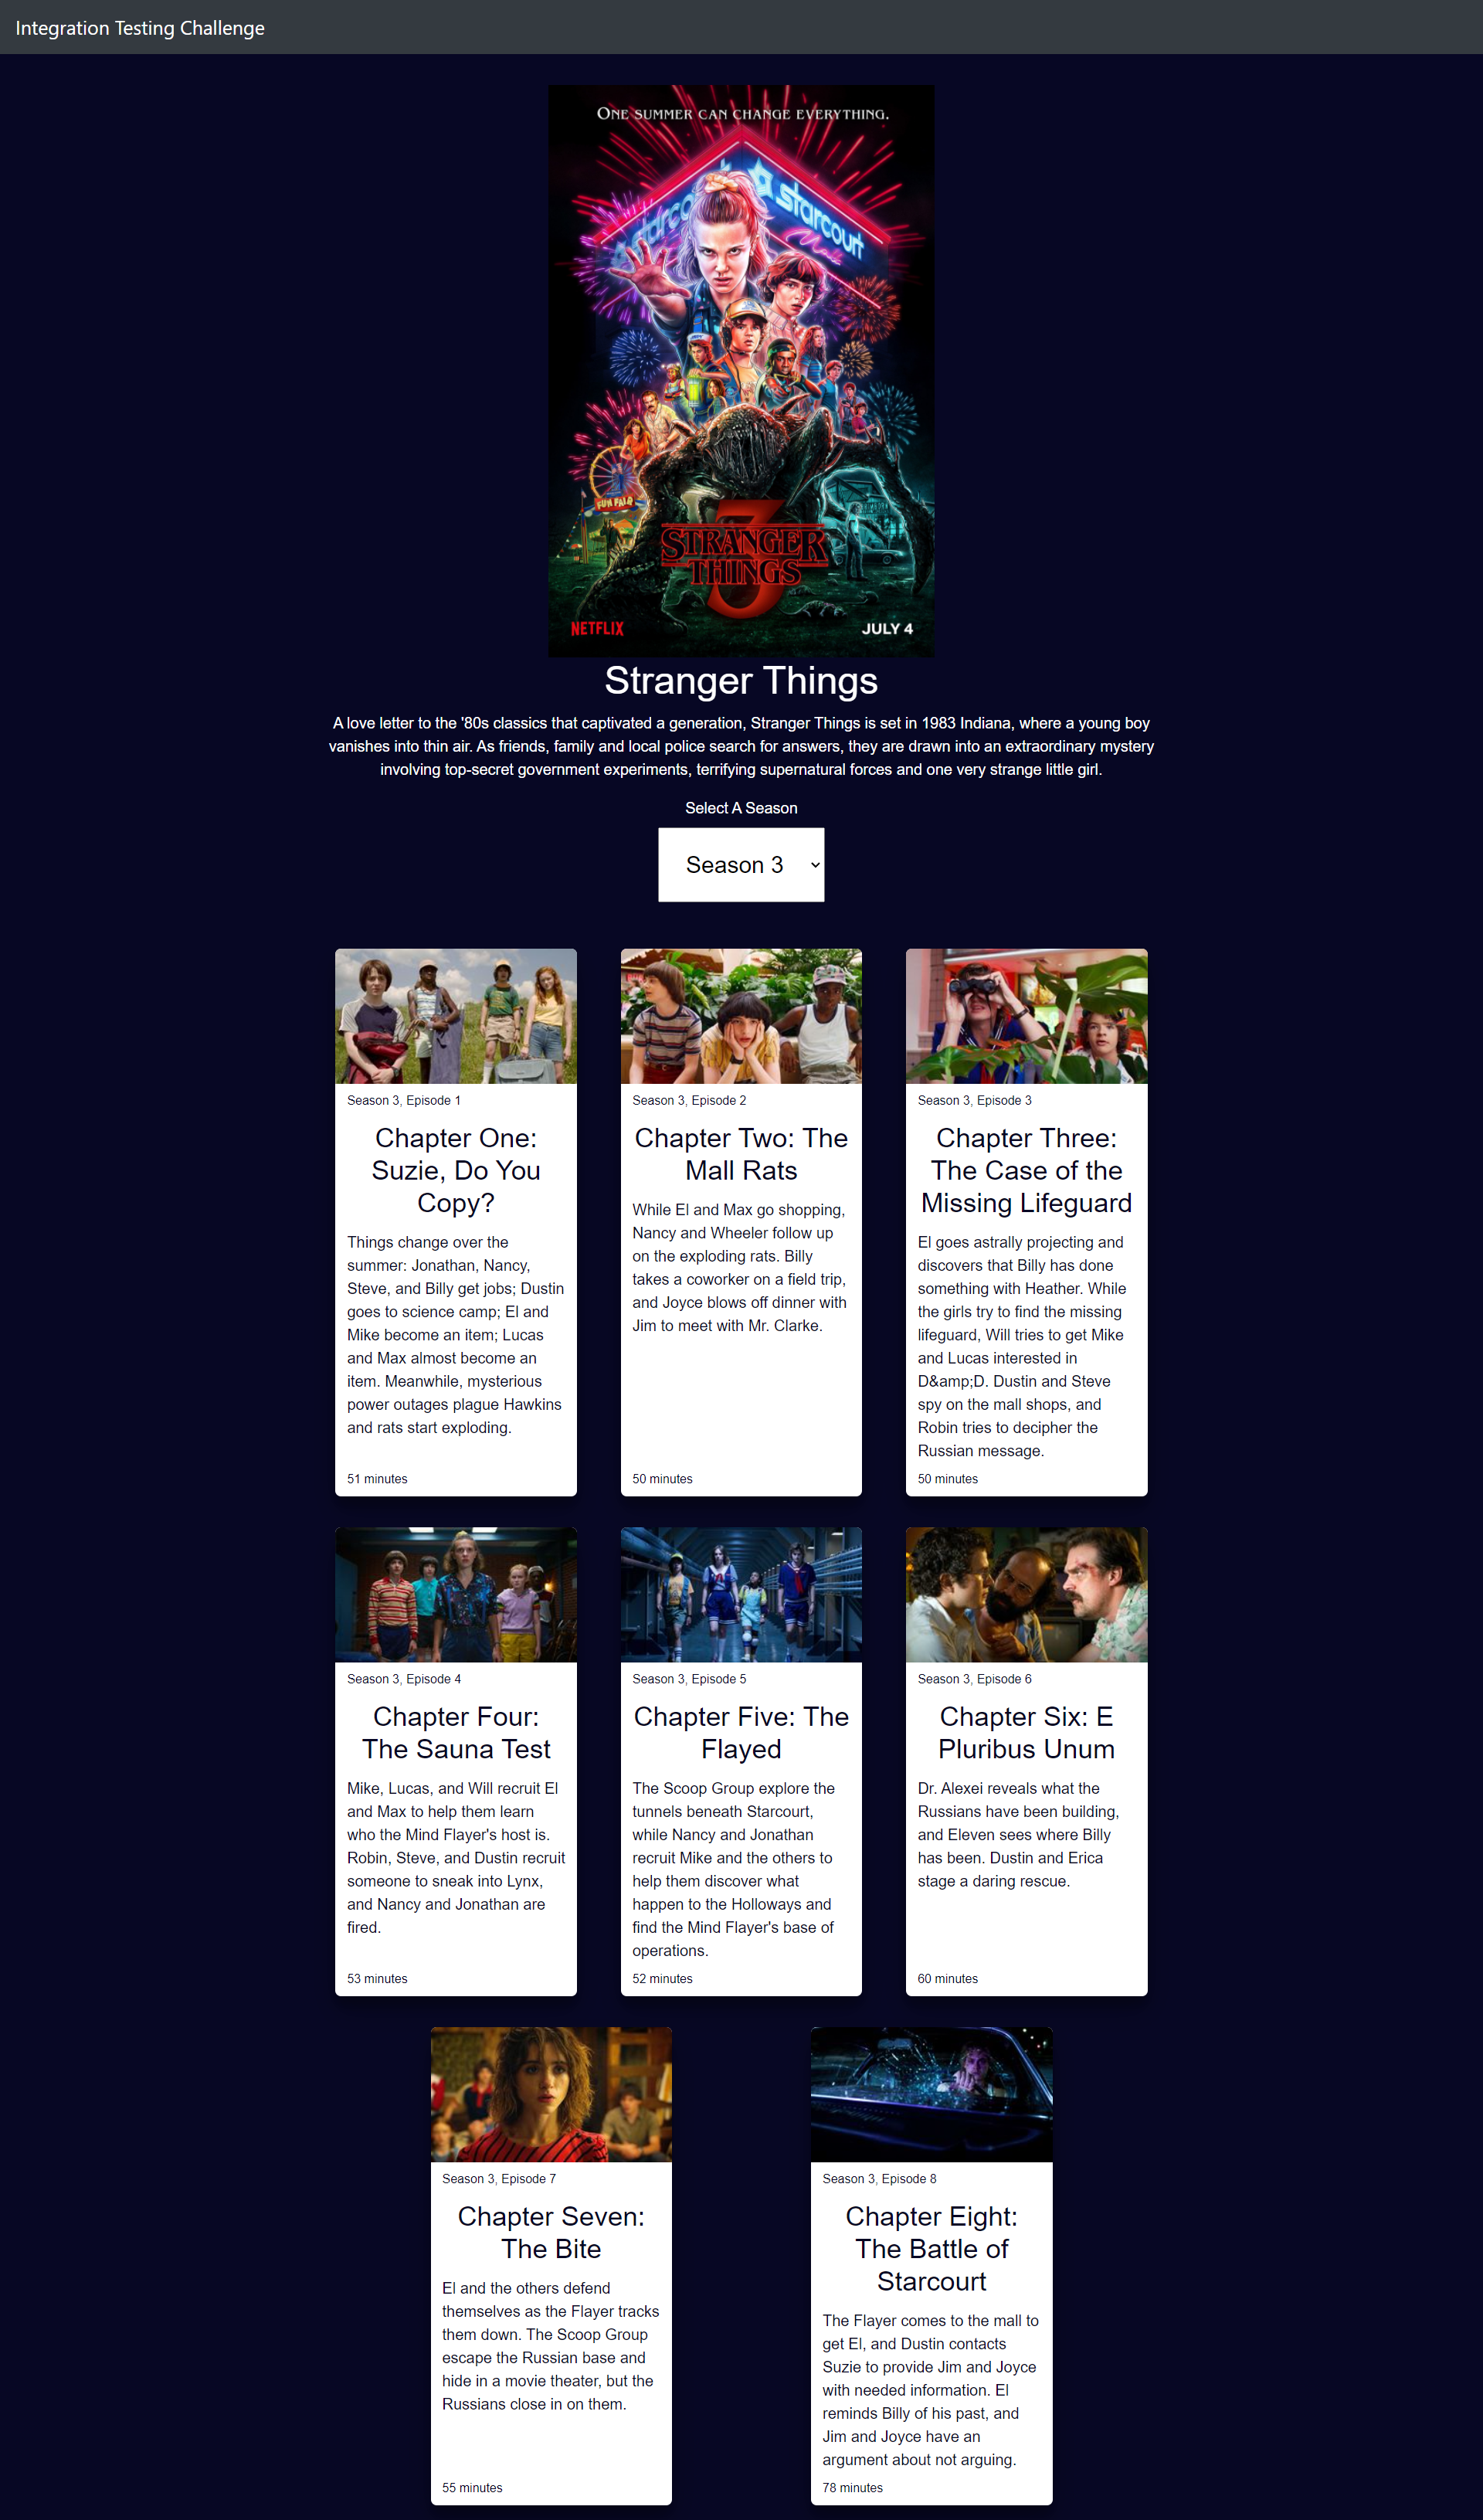 Integration Testing Challenge
ONE SUMMER CAN CHANGE EVERYTHING.
starcourt
starcourt
Mall
FUN FAIR
3
STRANGER
THINGS
NETFLIX
JULY 4
Stranger Things
A love letter to the '80s classics that captivated a generation, Stranger Things is set in 1983 Indiana, where a young boy
vanishes into thin air. As friends, family and local police search for answers, they are drawn into an extraordinary mystery
involving top-secret government experiments, terrifying supernatural forces and one very strange little girl.
Select A Season
Season 3
Season 3, Episode 1
Chapter One:
Suzie, Do You
Copy?
Things change over the
summer: Jonathan, Nancy,
Steve, and Billy get jobs; Dustin
goes to science camp; El and
Mike become an item; Lucas
and Max almost become an
item. Meanwhile, mysterious
power outages plague Hawkins
and rats start exploding.
51 minutes
Season 3, Episode 2
Chapter Two: The
Mall Rats
While El and Max go shopping,
Nancy and Wheeler follow up
on the exploding rats. Billy
takes a coworker on a field trip,
and Joyce blows off dinner with
Jim to meet with Mr. Clarke.
50 minutes
Season 3, Episode 3
Chapter Three:
The Case of the
Missing Lifeguard
El goes astrally projecting and
discovers that Billy has done
something with Heather. While
the girls try to find the missing
lifeguard, Will tries to get Mike
and Lucas interested in
D&amp;D. Dustin and Steve
spy on the mall shops, and
Robin tries to decipher the
Russian message.
50 minutes
Season 3, Episode 4
Chapter Four:
The Sauna Test
Mike, Lucas, and Will recruit El
and Max to help them learn
who the Mind Flayer's host is.
Robin, Steve, and Dustin recruit
someone to sneak into Lynx,
and Nancy and Jonathan are
fired.
53 minutes
Season 3, Episode 5
Chapter Five: The
Flayed
The Scoop Group explore the
tunnels beneath Starcourt,
while Nancy and Jonathan
recruit Mike and the others to
help them discover what
happen to the Holloways and
find the Mind Flayer's base of
operations.
52 minutes
Season 3, Episode 6
Chapter Six: E
Pluribus Unum
Dr. Alexei reveals what the
Russians have been building,
and Eleven sees where Billy
has been. Dustin and Erica
stage a daring rescue.
60 minutes
Season 3, Episode 7
Chapter Seven:
The Bite
El and the others defend
themselves as the Flayer tracks
them down. The Scoop Group
escape the Russian base and
hide in a movie theater, but the
Russians close in on them.
55 minutes
Season 3, Episode 8
Chapter Eight:
The Battle of
Starcourt
The Flayer comes to the mall to
get El, and Dustin contacts
Suzie to provide Jim and Joyce
with needed information. El
reminds Billy of his past, and
Jim and Joyce have an
argument about not arguing.
78 minutes